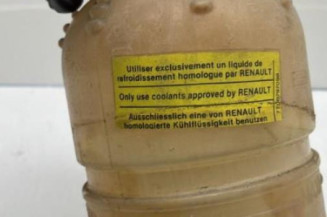 Utiliser exclusivement un liquide de
refroidissement homologue par RENAULT
Only use coolants approved by RENAULT
Ausschliesslich eine von RENAULT
homologierte Kühlflüssigkeit benutzen